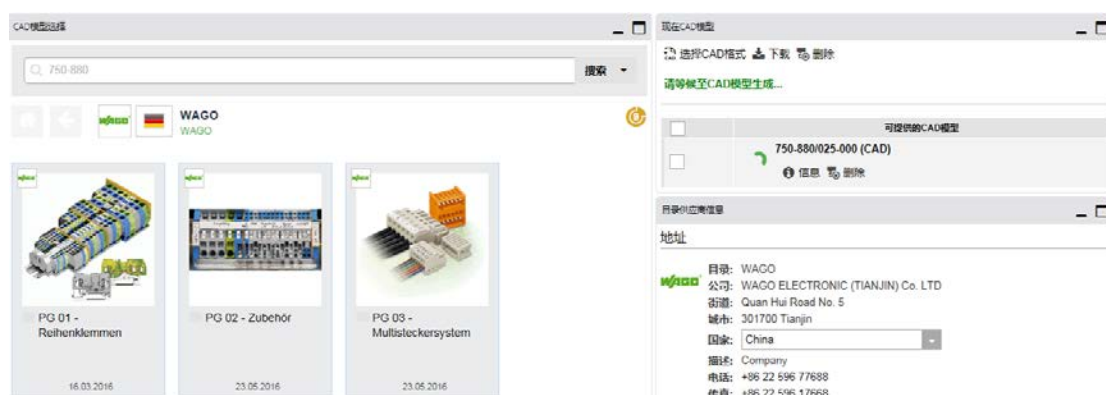 CAD模型选择
750-880
搜索
WAGO
WAGO
WAGO
PG 01 -
Reihenklemmen
16.03.2016
PG 02 - Zubehör
23.05.2016
PG 03 -
Multisteckersystem
23.05.2016
现在CAD模型
选择CAD格式 下载 删除
请等候至CAD模型生成...
可提供的CAD模型
750-880/025-000 (CAD)
信息 删除
目录供应商信息
地址
WAGO
目录: WAGO
公司: WAGO ELECTRONIC (TIANJIN) Co. LTD
街道: Quan Hui Road No. 5
城市: 301700 Tianjin
国家: China
描述: Company
电话: +86 22 596 77688
传真: +86 22 596 17668